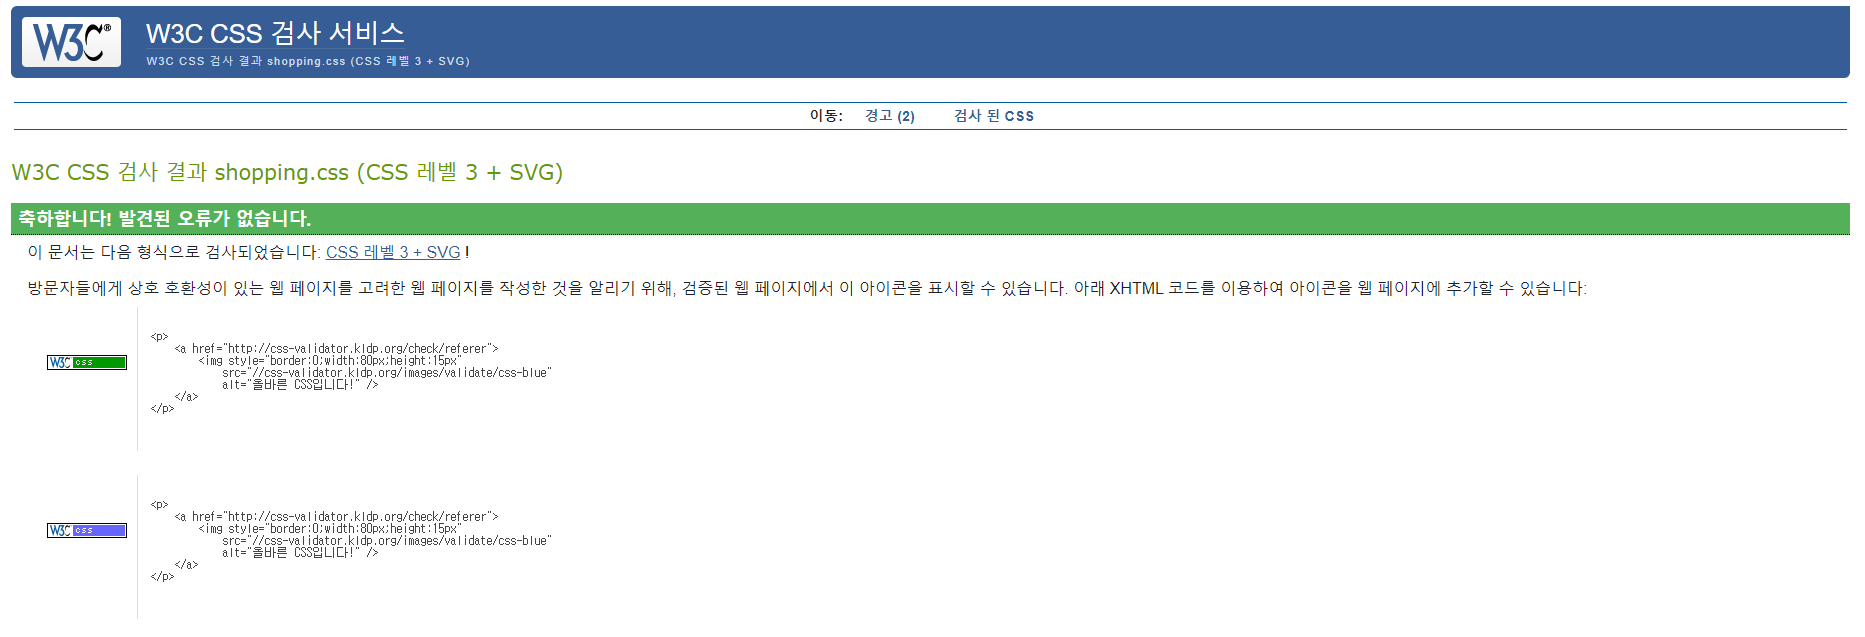 W3C®
W3C CSS 검사 서비스
W3C CSS 검사 결과 shopping.css (CSS 레벨 3 + SVG)
이동: 경고 (2) 검사 된 CSS
W3C CSS 검사 결과 shopping.css (CSS 레벨 3 + SVG)
축하합니다! 발견된 오류가 없습니다.
이 문서는 다음 형식으로 검사되었습니다: CSS 레벨 3 + SVG !
방문자들에게 상호 호환성이 있는 웹 페이지를 고려한 웹 페이지를 작성한 것을 알리기 위해, 검증된 웹 페이지에서 이 아이콘을 표시할 수 있습니다. 아래 XHTML 코드를 이용하여 아이콘을 웹 페이지에 추가할 수 있습니다:
W3C css
<p>
<a href="http://css-validator.kldp.org/check/referer">
<img style="border:0;width:80px;height:15px"
src="//css-validator.kldp.org/images/validate/css-blue"
alt="올바른 CSS입니다!" />
</a>
</p>
W3C css
<p>
<a href="http://css-validator.kldp.org/check/referer">
<img style="border:0;width:80px;height:15px"
src="//css-validator.kldp.org/images/validate/css-blue"
alt="올바른 CSS입니다!" />
</a>
</p>